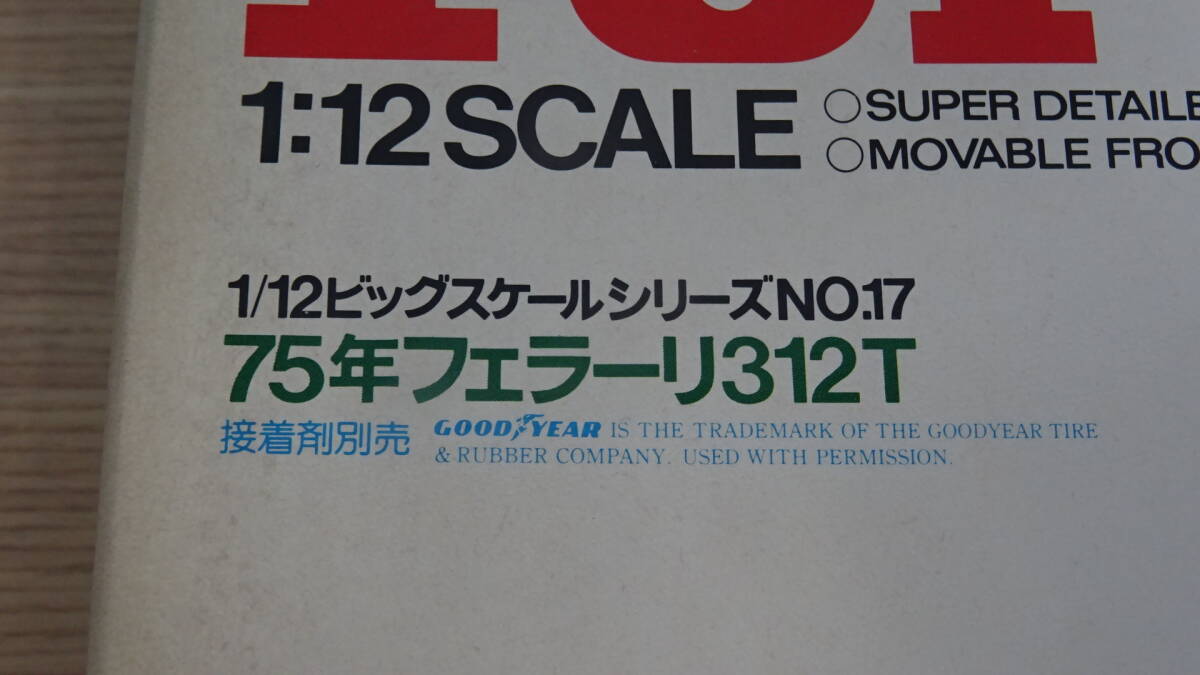 1:12 SCALE
○SUPER DETAILE
○MOVABLE FRO
1/12ビッグスケールシリーズNO.17
75年フェラーリ312T
接着剤別売
GOODYEAR IS THE TRADEMARK OF THE GOODYEAR TIRE
& RUBBER COMPANY. USED WITH PERMISSION.